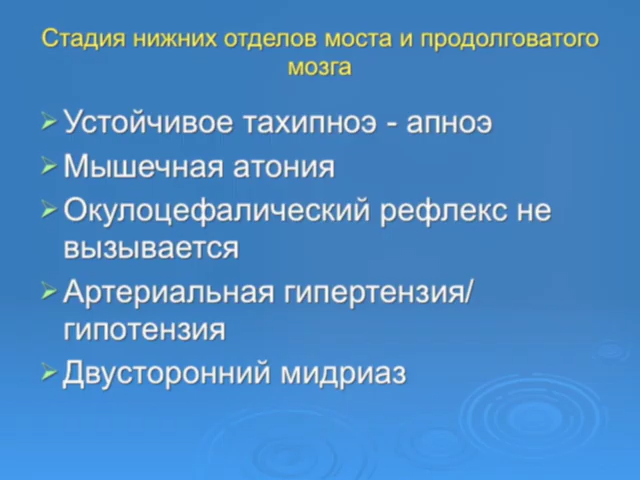 Стадия нижних отделов моста и продолговатого
мозга
Устойчивое тахипноэ - апноэ
Мышечная атония
Окулоцефалический рефлекс не
вызывается
Артериальная гипертензия/
гипотензия
Двусторонний мидриаз